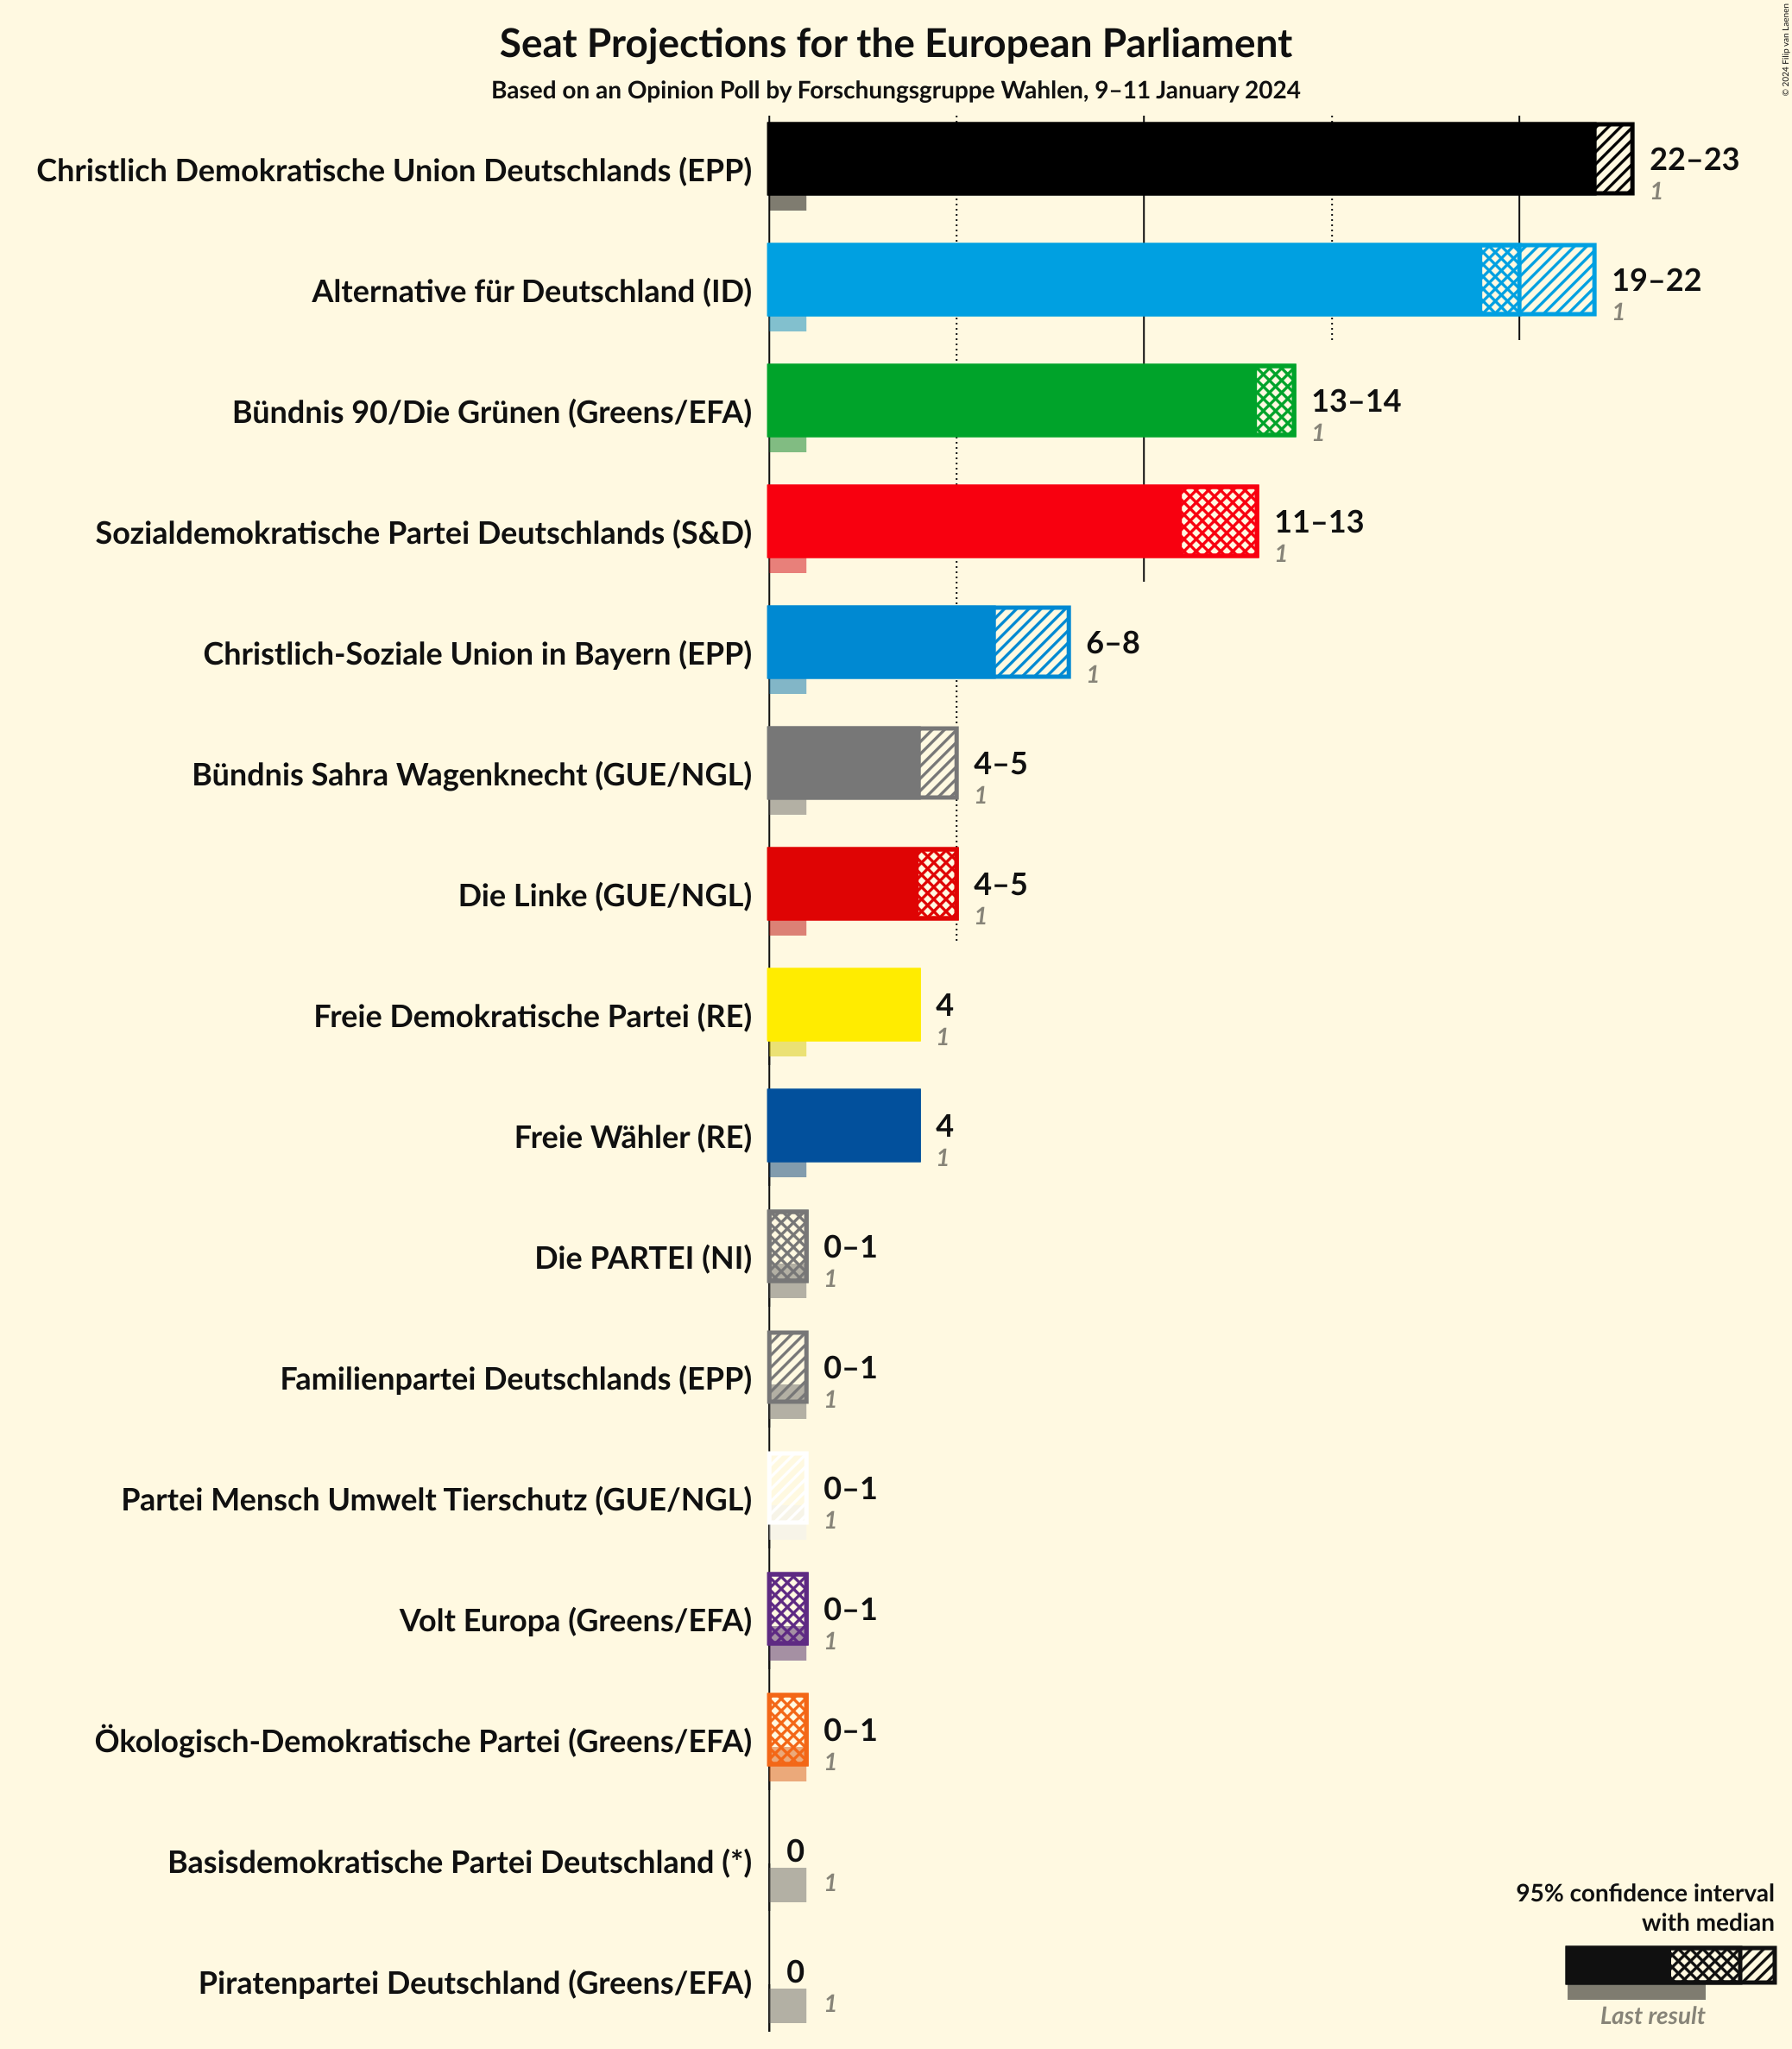 Seat Projections for the European Parliament
Based on an Opinion Poll by Forschungsgruppe Wahlen, 9–11 January 2024
© 2024 Filip van Laenen
Christlich Demokratische Union Deutschlands (EPP)
22–23
1
Alternative für Deutschland (ID)
19–22
1
Bündnis 90/Die Grünen (Greens/EFA)
13–14
1
Sozialdemokratische Partei Deutschlands (S&D)
11–13
1
Christlich-Soziale Union in Bayern (EPP)
6–8
1
Bündnis Sahra Wagenknecht (GUE/NGL)
4–5
1
Die Linke (GUE/NGL)
4–5
1
Freie Demokratische Partei (RE)
4
1
Freie Wähler (RE)
4
1
Die PARTEI (NI)
0–1
1
Familienpartei Deutschlands (EPP)
0–1
1
Partei Mensch Umwelt Tierschutz (GUE/NGL)
0–1
1
Volt Europa (Greens/EFA)
0–1
1
Ökologisch-Demokratische Partei (Greens/EFA)
0–1
1
Basisdemokratische Partei Deutschland (*)
0
1
Piratenpartei Deutschland (Greens/EFA)
0
1
95% confidence interval
with median
Last result